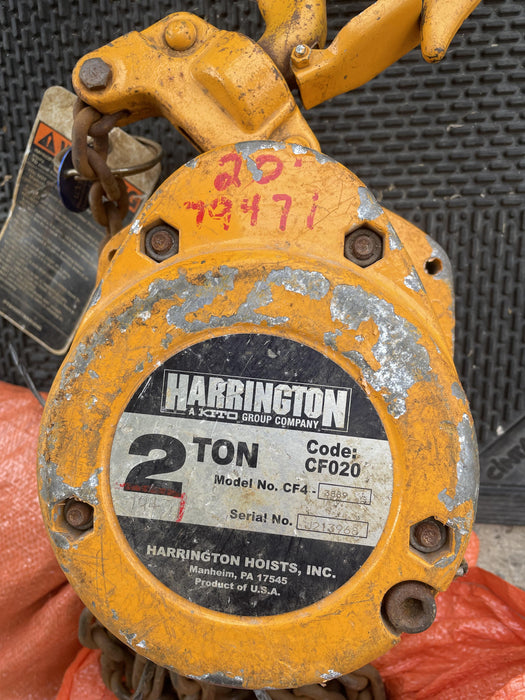 20'
79471
HARRINGTON
A KITO GROUP COMPANY
2 TON
Code:
CF020
Model No. CF4-
Serial No.
HARRINGTON HOISTS, INC.
Manheim, PA 17545
Product of U.S.A.